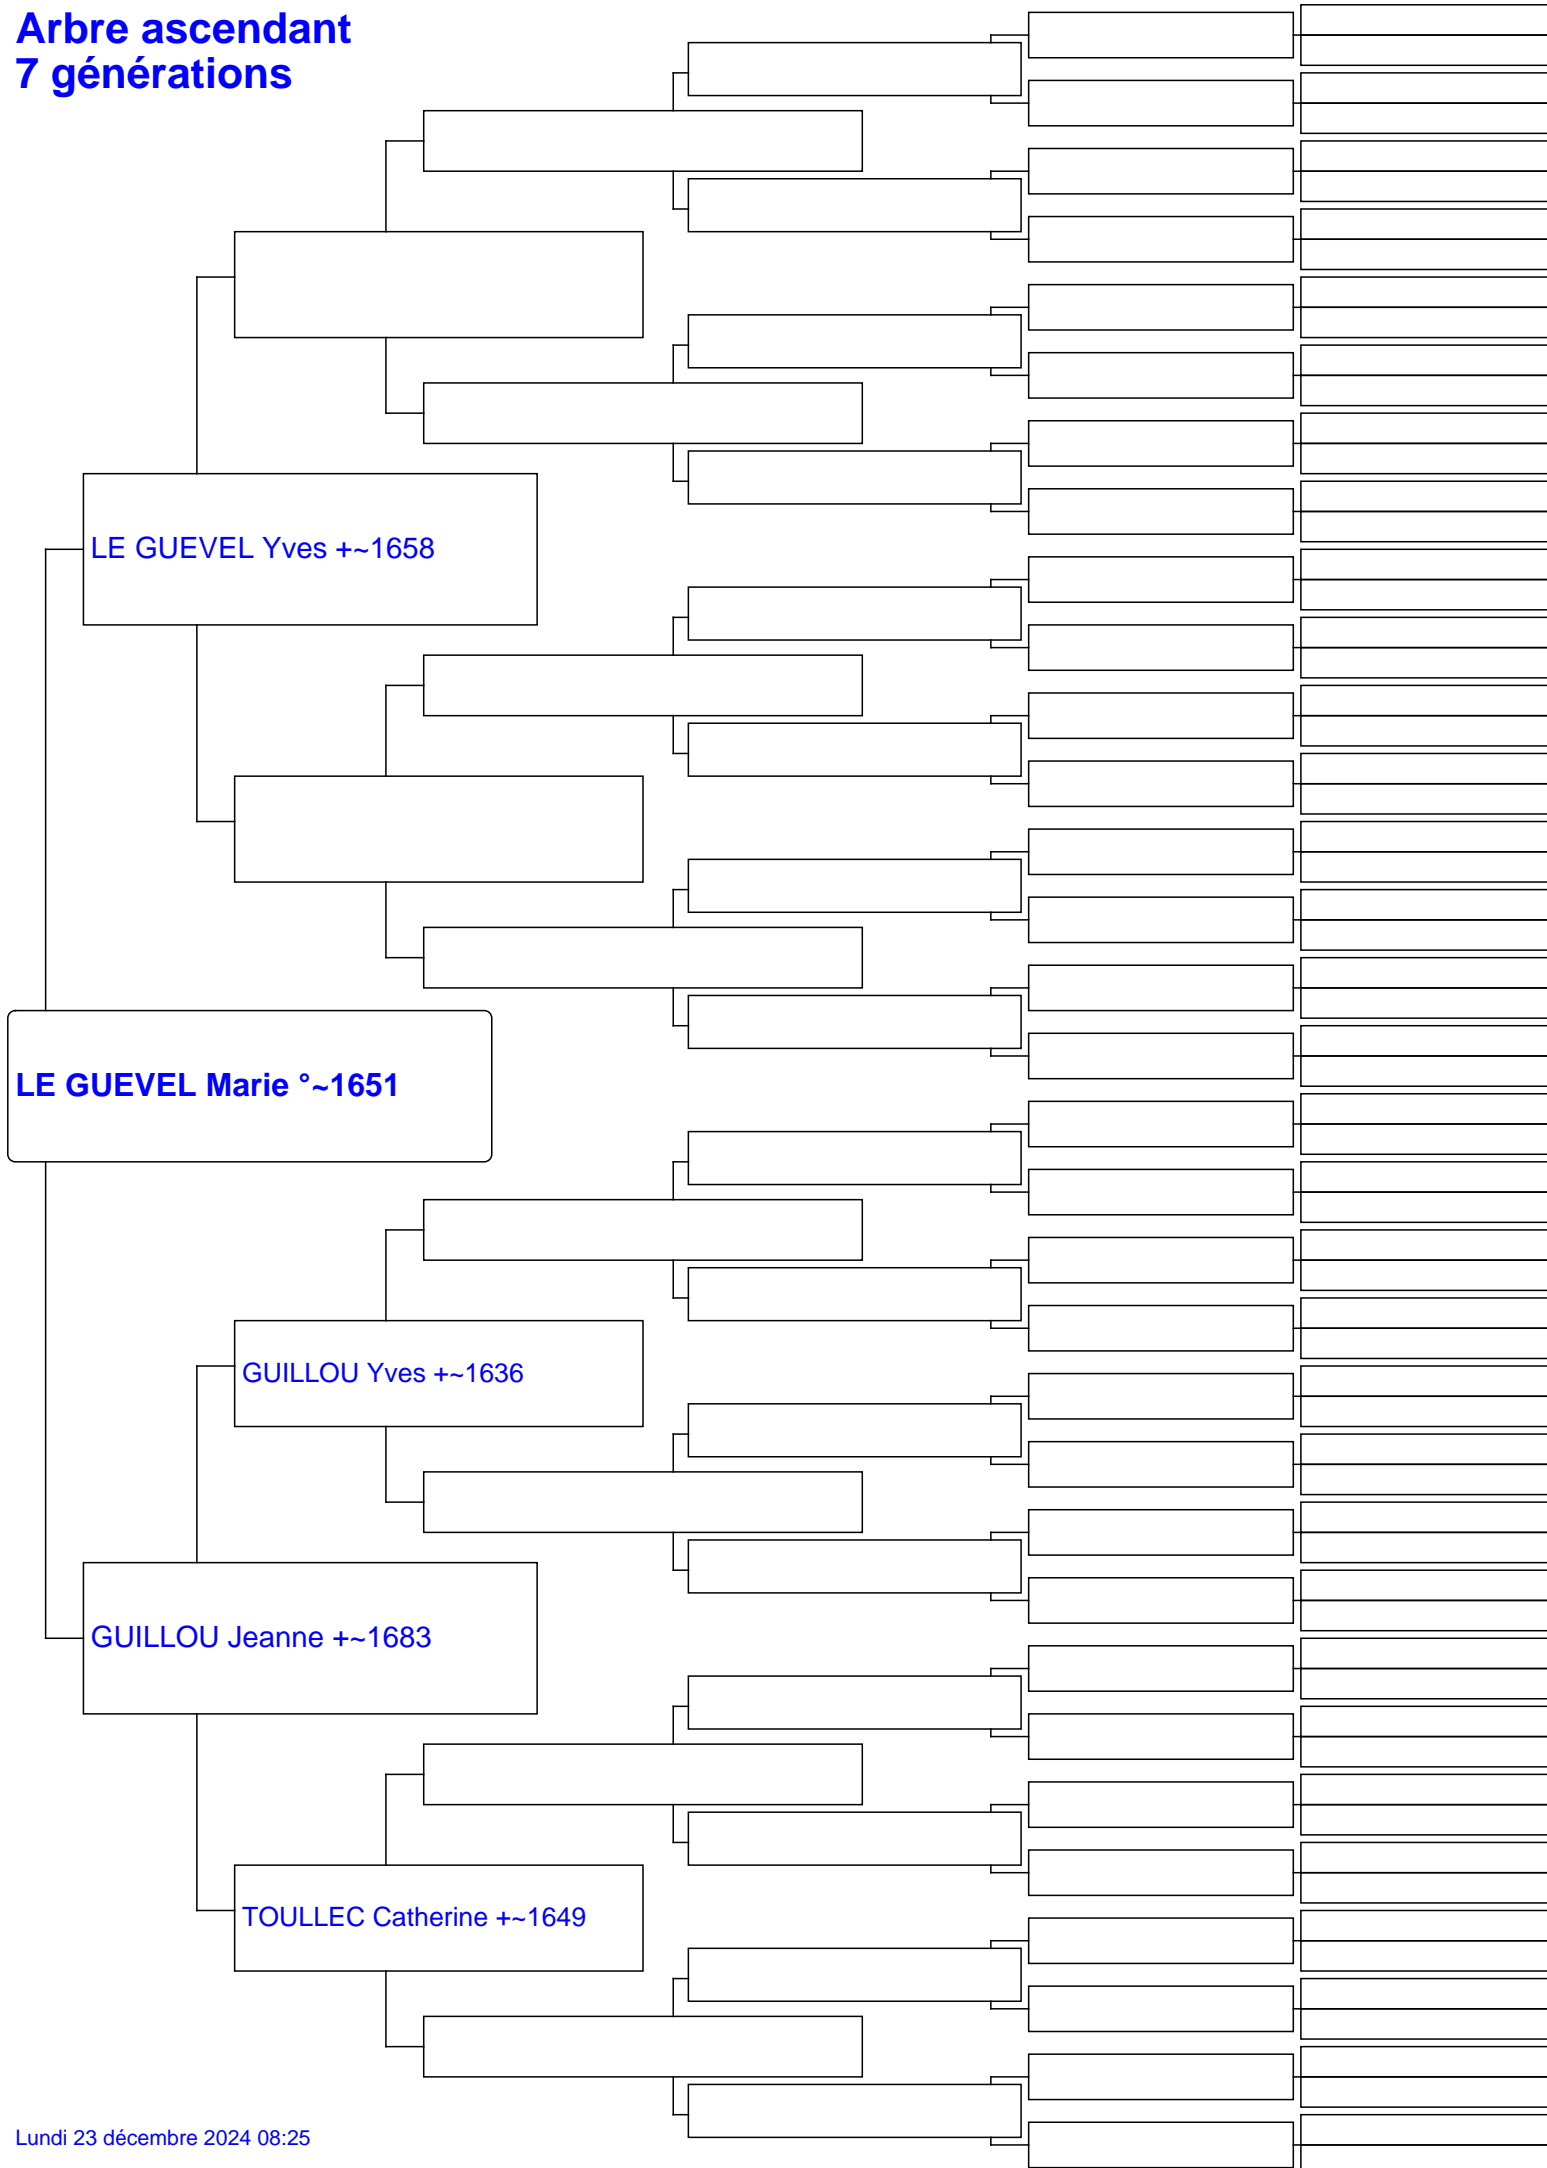 Arbre ascendant
7 générations
LE GUEVEL Yves +~1658
LE GUEVEL Marie °~1651
GUILLOU Yves +~1636
GUILLOU Jeanne +~1683
TOULLEC Catherine +~1649
Lundi 23 décembre 2024 08:25